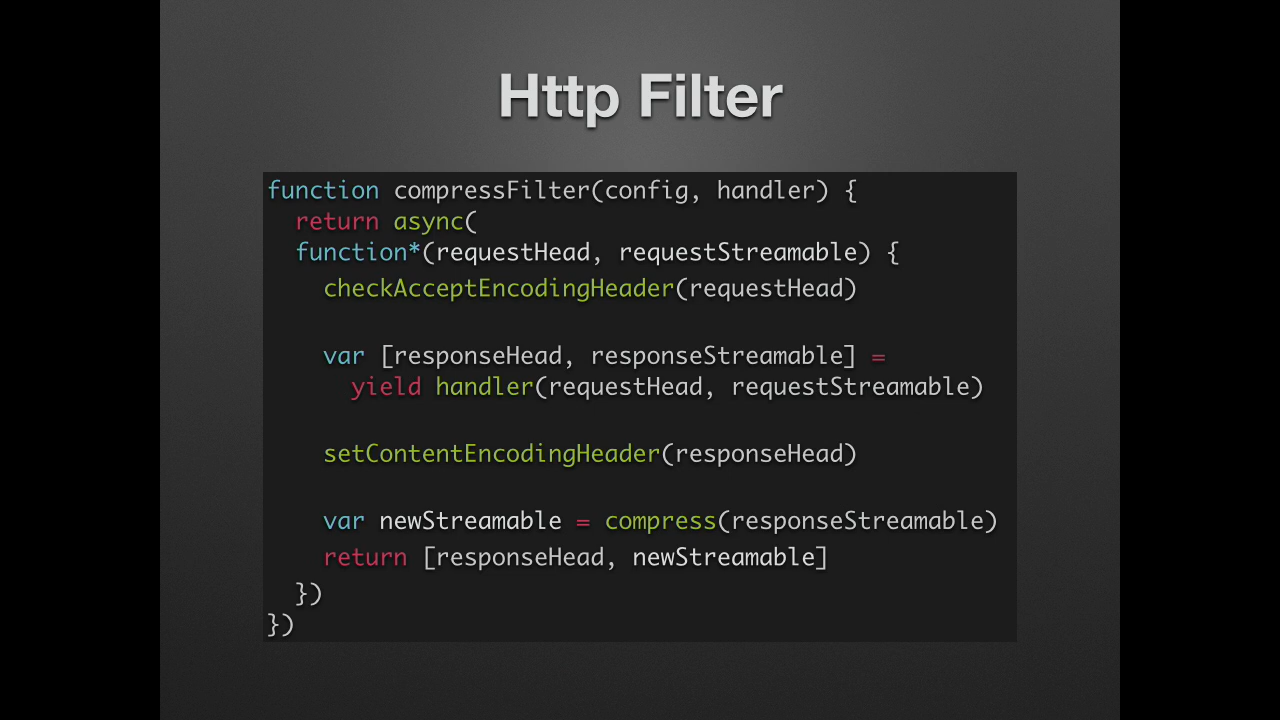 Http Filter
function compressFilter(config, handler) {
  return async(
  function*(requestHead, requestStreamable) {
    checkAcceptEncodingHeader(requestHead)
    var [responseHead, responseStreamable] =
      yield handler(requestHead, requestStreamable)
    setContentEncodingHeader(responseHead)
    var newStreamable = compress(responseStreamable)
    return [responseHead, newStreamable]
  })
})